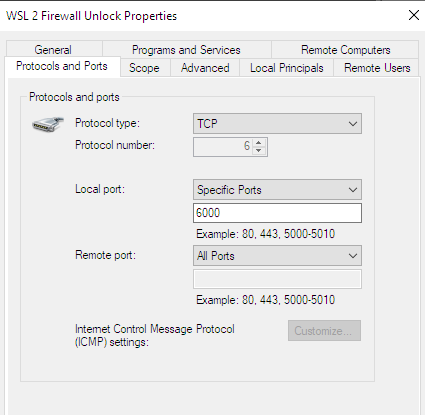 WSL 2 Firewall Unlock Properties
General Programs and Services Remote Computers
Protocols and Ports Scope Advanced Local Principals Remote Users
Protocols and ports
Protocol type: TCP
Protocol number: 6
Local port: Specific Ports
6000
Example: 80, 443, 5000-5010
Remote port: All Ports
Example: 80, 443, 5000-5010
Internet Control Message Protocol
(ICMP) settings: Customize...